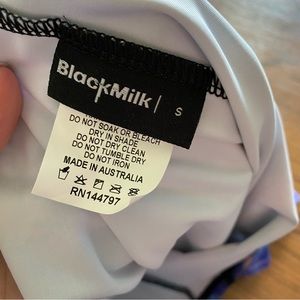 BlackMilk
S
DO NOT SOAK OR BLEACH
DRY IN SHADE
DO NOT DRY CLEAN
DO NOT TUMBLE DRY
DO NOT IRON
MADE IN AUSTRALIA
RN144797